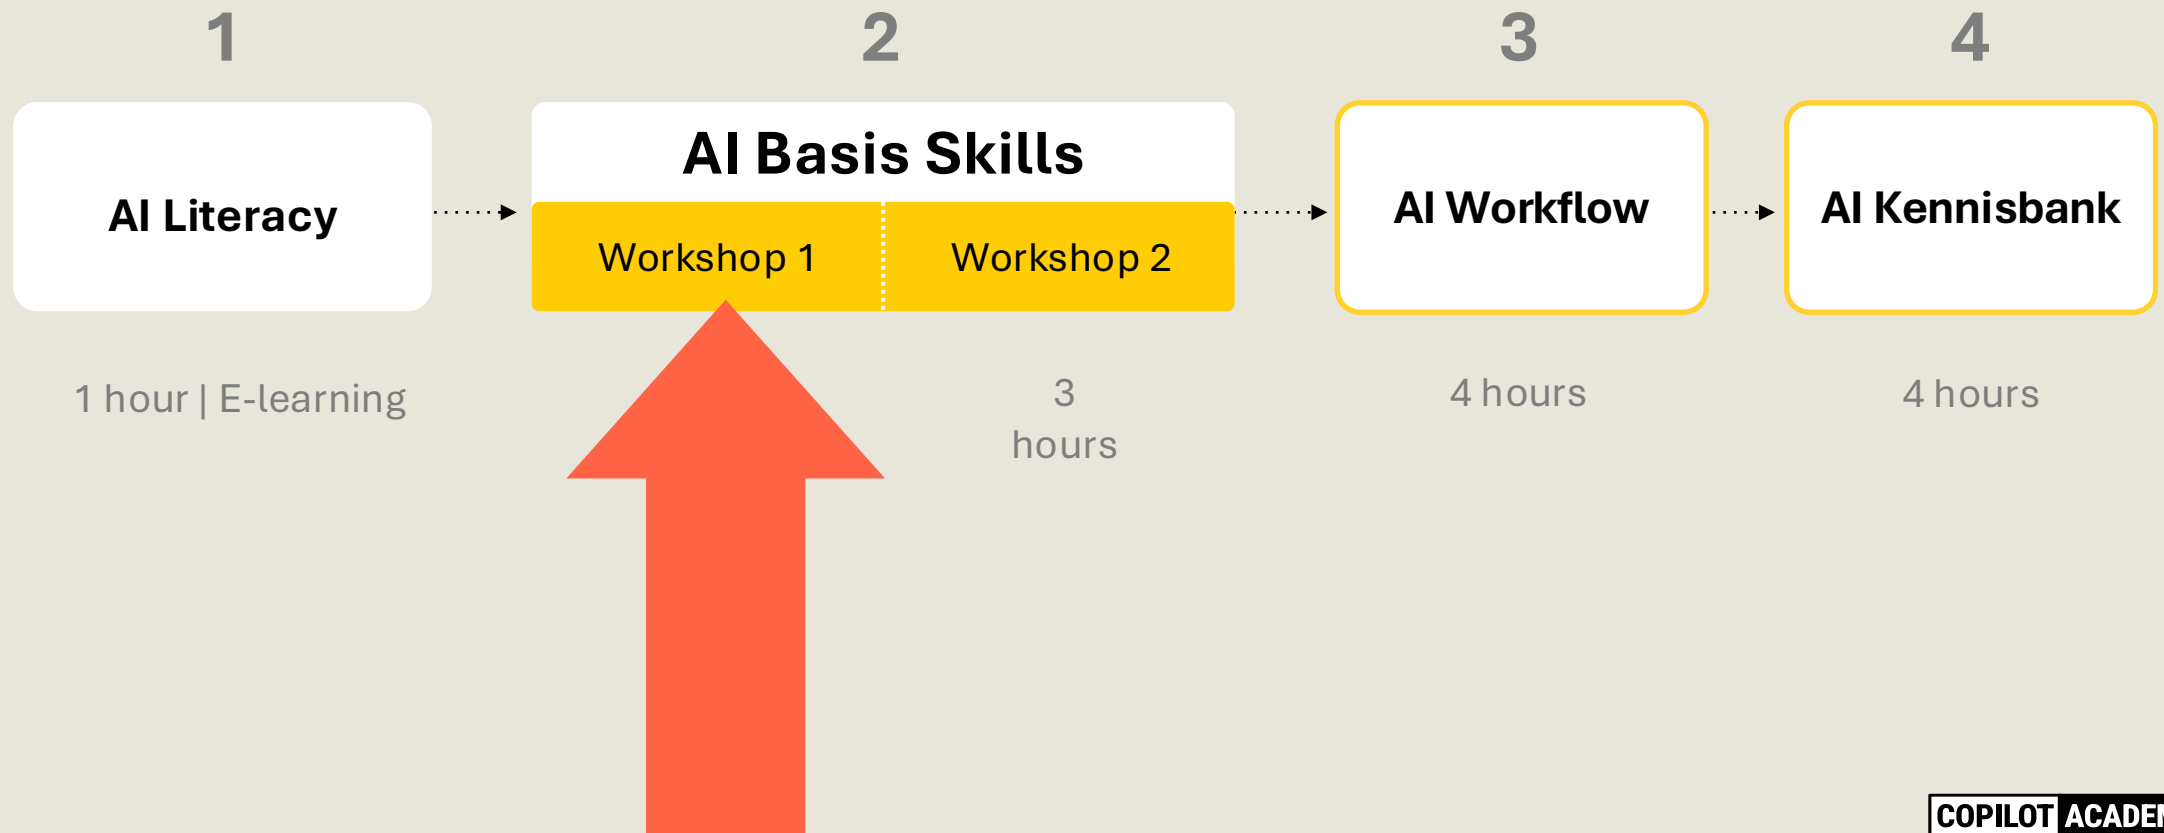 1
2
3
4
AI Literacy
AI Basis Skills
Workshop 1
Workshop 2
AI Workflow
AI Kennisbank
1 hour | E-learning
3
hours
4 hours
4 hours
COPILOT